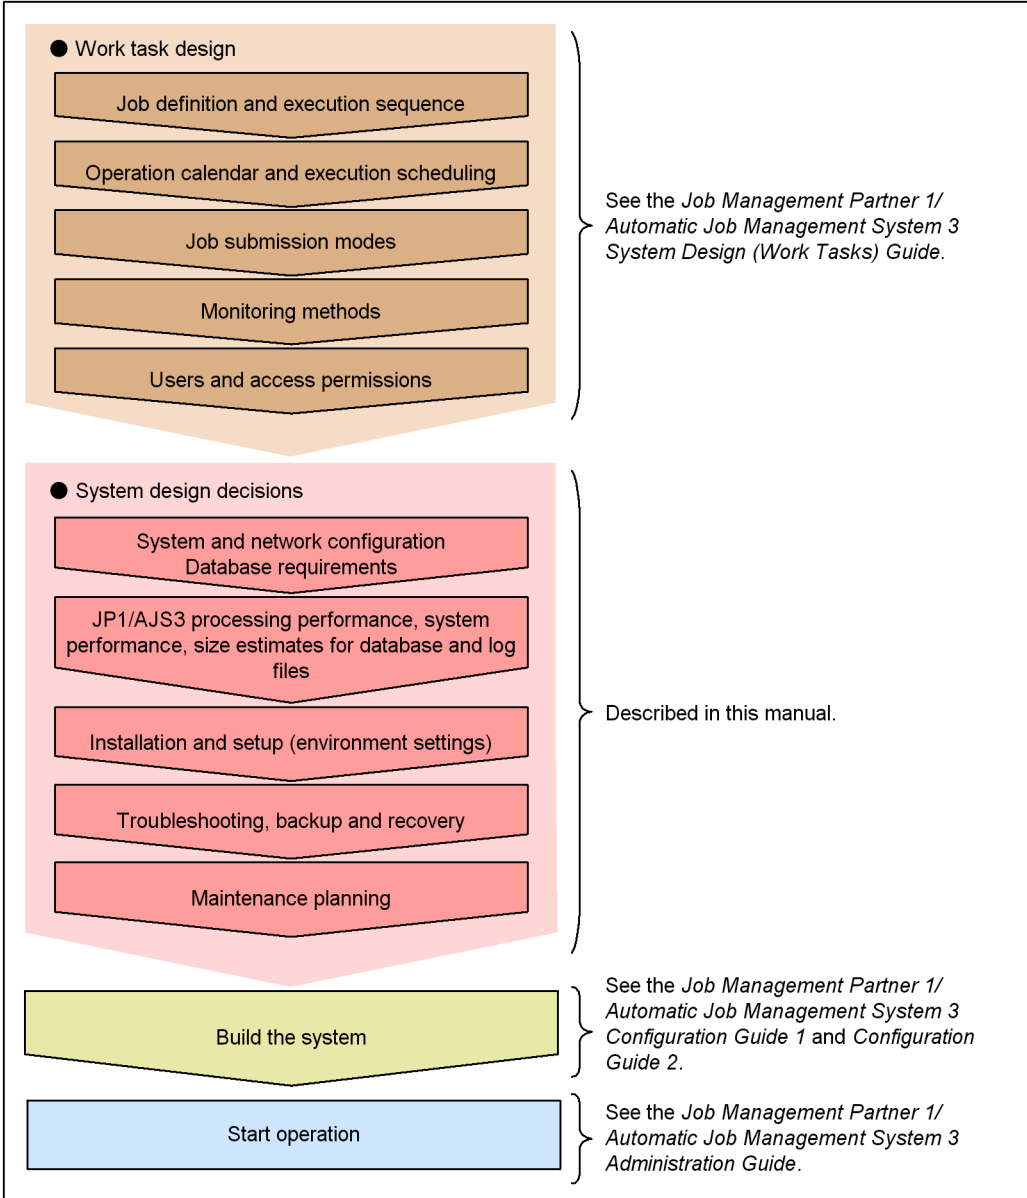 ● Work task design
Job definition and execution sequence
Operation calendar and execution scheduling
Job submission modes
Monitoring methods
Users and access permissions
See the Job Management Partner 1/
Automatic Job Management System 3
System Design (Work Tasks) Guide.
● System design decisions
System and network configuration
Database requirements
JP1/AJS3 processing performance, system
performance, size estimates for database and log
files
Installation and setup (environment settings)
Troubleshooting, backup and recovery
Maintenance planning
Described in this manual.
Build the system
See the Job Management Partner 1/
Automatic Job Management System 3
Configuration Guide 1 and Configuration
Guide 2.
Start operation
See the Job Management Partner 1/
Automatic Job Management System 3
Administration Guide.